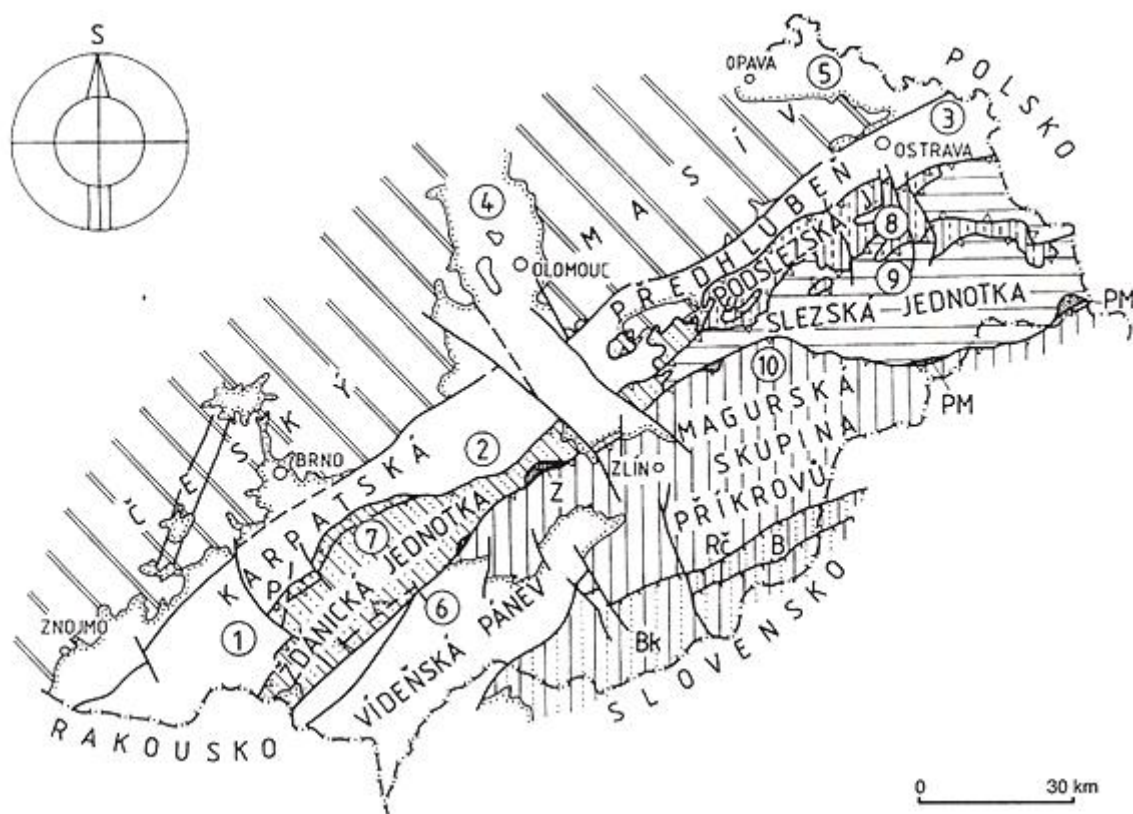 S
OPAVA
5
POLSKO
3
OSTRAVA
4
OLOMOUC
ČESKÝ MASÍV
KARPATSKÁ PŘEDHLUBEŇ
PODSLEZSKÁ J.
8
9
SLEZSKÁ JEDNOTKA
PM
10
PM
MAGURSKÁ
SKUPINA
PŘÍKROVŮ
BRNO
2
ZLÍN
Z
7
P
ŽDÁNICKÁ JEDNOTKA
Rč
B
ZNOJMO
1
6
VÍDEŇSKÁ PÁNEV
Bk
SLOVENSKO
RAKOUSKO
0 30 km